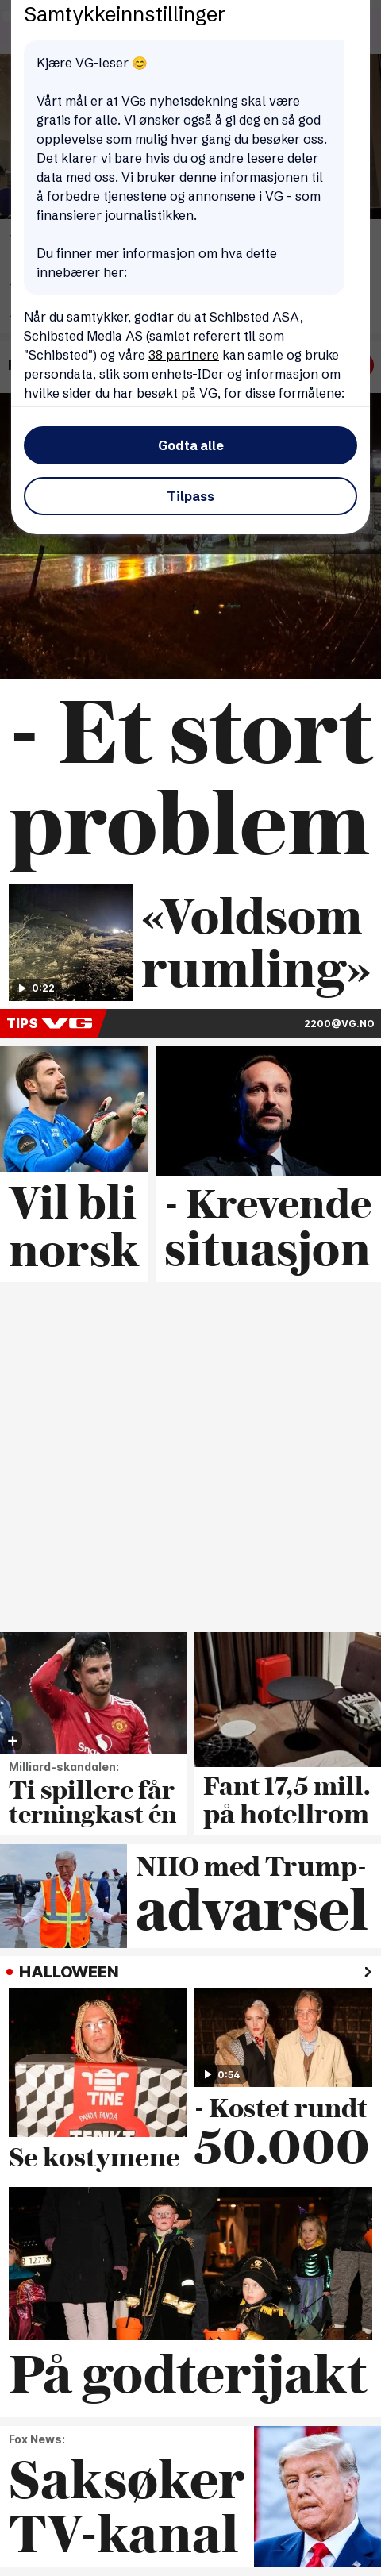 Samtykkeinnstillinger
Kjære VG-leser 😊
Vårt mål er at VGs nyhetsdekning skal være
gratis for alle. Vi ønsker også å gi deg en så god
opplevelse som mulig hver gang du besøker oss.
Det klarer vi bare hvis du og andre lesere deler
data med oss. Vi bruker denne informasjonen til
å forbedre tjenestene og annonsene i VG - som
finansierer journalistikken.
Du finner mer informasjon om hva dette
innebærer her:
Når du samtykker, godtar du at Schibsted ASA,
Schibsted Media AS (samlet referert til som
"Schibsted") og våre 38 partnere kan samle og bruke
persondata, slik som enhets-IDer og informasjon om
hvilke sider du har besøkt på VG, for disse formålene:
Godta alle
Tilpass
- Et stort
problem
0:22
«Voldsom
rumling»
TIPS VG
2200@VG.NO
Vil bli
norsk
- Krevende
situasjon
Milliard-skandalen:
Ti spillere får
terningkast én
Fant 17,5 mill.
på hotellrom
NHO med Trump-
advarsel
HALLOWEEN
TINE
PANDA PANDA
Se kostymene
0:54
- Kostet rundt
50.000
På godterijakt
Fox News:
Saksøker
TV-kanal